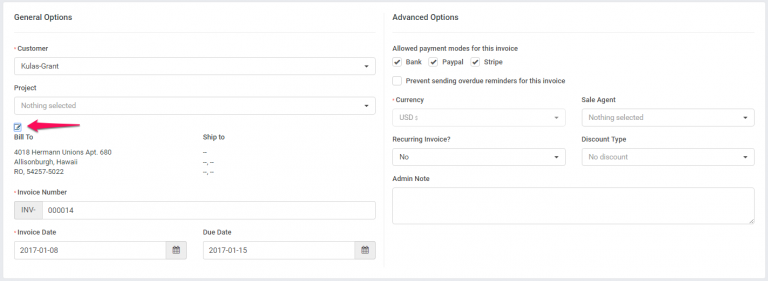 General Options
* Customer
Kulas-Grant
Project
Nothing selected
Bill To
Ship to
4018 Hermann Unions Apt. 680
Allisonburgh, Hawaii
RO, 54257-5022
--
--, --
--, --
* Invoice Number
INV-
000014
* Invoice Date
Due Date
2017-01-08
2017-01-15
Advanced Options
Allowed payment modes for this invoice
Bank
Paypal
Stripe
Prevent sending overdue reminders for this invoice
* Currency
Sale Agent
USD $
Nothing selected
Recurring Invoice?
Discount Type
No
No discount
Admin Note